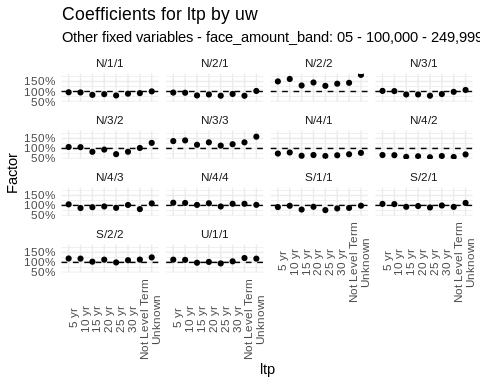 Coefficients for ltp by uw
Other fixed variables - face_amount_band: 05 - 100,000 - 249,999
N/1/1 N/2/1 N/2/2 N/3/1
150%
100%
50%
N/3/2 N/3/3 N/4/1 N/4/2
150%
100%
50%
N/4/3 N/4/4 S/1/1 S/2/1
150%
100%
50%
S/2/2 U/1/1
150%
100%
50%
Factor
5 yr
10 yr
15 yr
20 yr
25 yr
30 yr
Not Level Term
Unknown
5 yr
10 yr
15 yr
20 yr
25 yr
30 yr
Not Level Term
Unknown
5 yr
10 yr
15 yr
20 yr
25 yr
30 yr
Not Level Term
Unknown
5 yr
10 yr
15 yr
20 yr
25 yr
30 yr
Not Level Term
Unknown
ltp